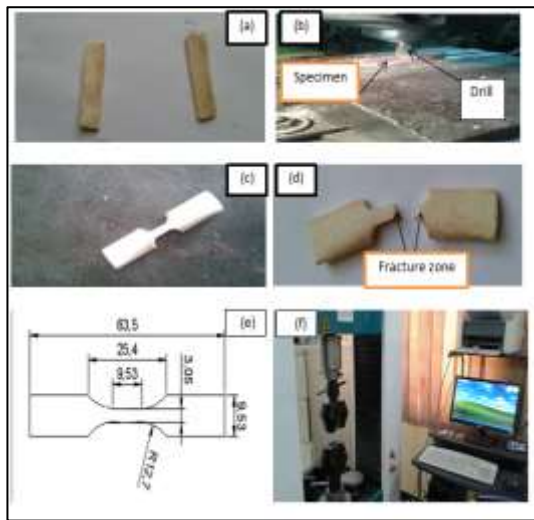 (a)
(b)
Specimen
Drill
(c)
(d)
Fracture zone
(e)
63,5
25,4
9,53
3,05
9,53
R12,7
(f)